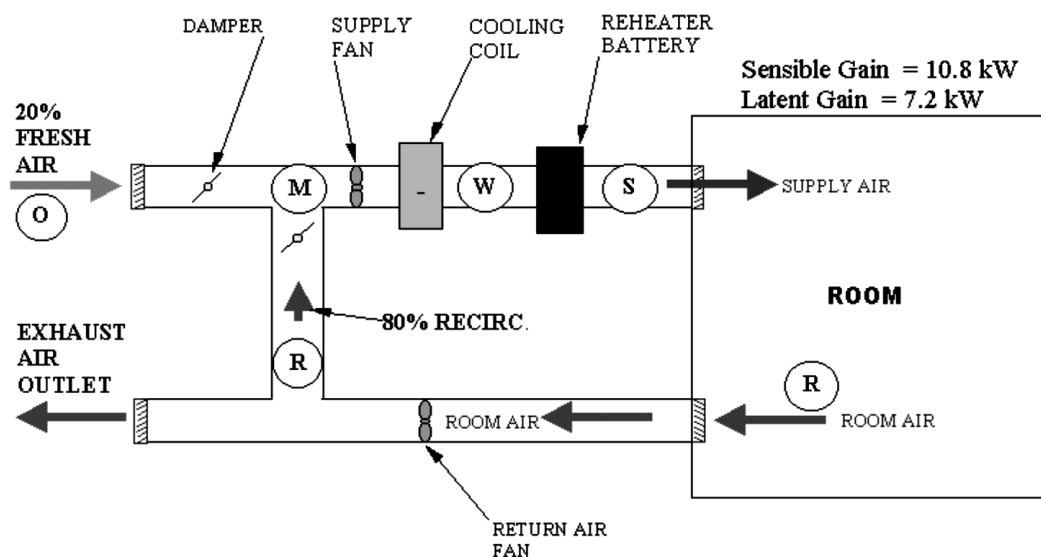 DAMPER
SUPPLY
FAN
COOLING
COIL
REHEATER
BATTERY
Sensible Gain = 10.8 kW
Latent Gain = 7.2 kW
20%
FRESH
AIR
O
M
-
W
S
SUPPLY AIR
ROOM
80% RECIRC.
EXHAUST
AIR
OUTLET
R
ROOM AIR
R
ROOM AIR
RETURN AIR
FAN